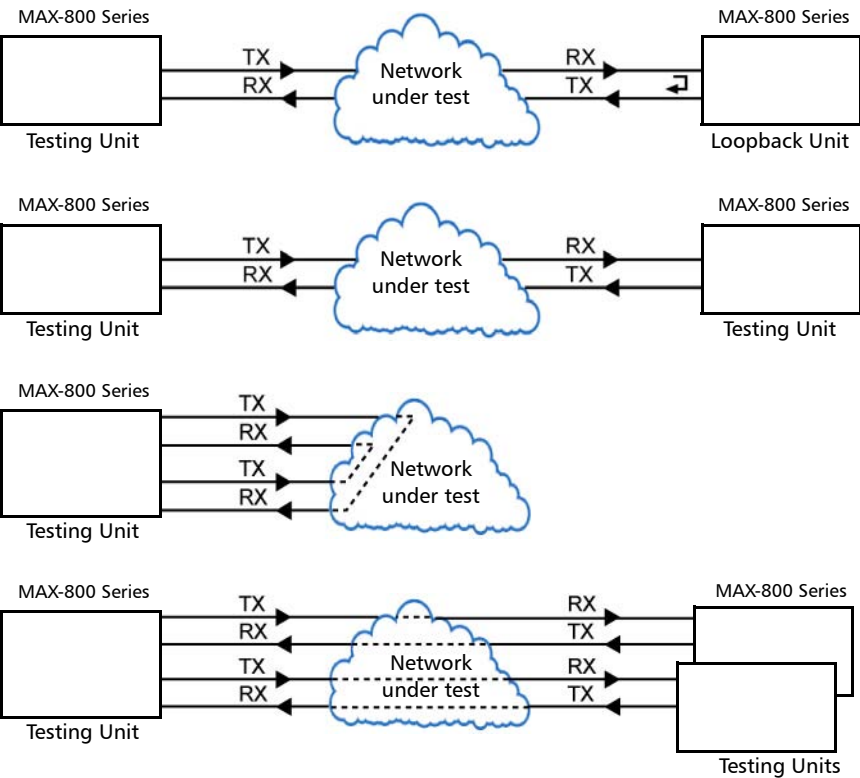 MAX-800 Series
MAX-800 Series
TX
RX
Network
under test
RX
TX
Testing Unit
Loopback Unit
MAX-800 Series
MAX-800 Series
TX
RX
Network
under test
RX
TX
Testing Unit
Testing Unit
MAX-800 Series
TX
RX
TX
RX
Network
under test
Testing Unit
MAX-800 Series
MAX-800 Series
TX
RX
TX
RX
Network
under test
RX
TX
RX
TX
Testing Unit
Testing Units